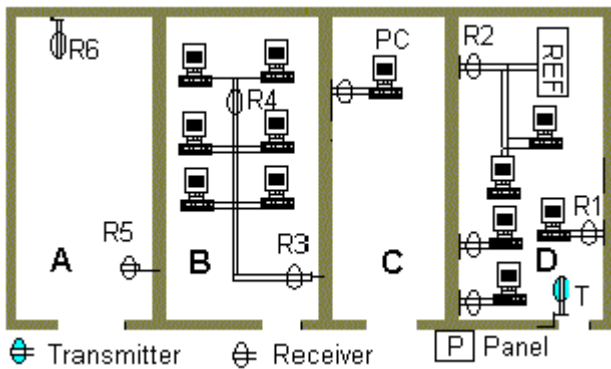 R6
R4
PC
R2
REF
R5
A
B
R3
C
R1
D
T
Transmitter
Receiver
P Panel